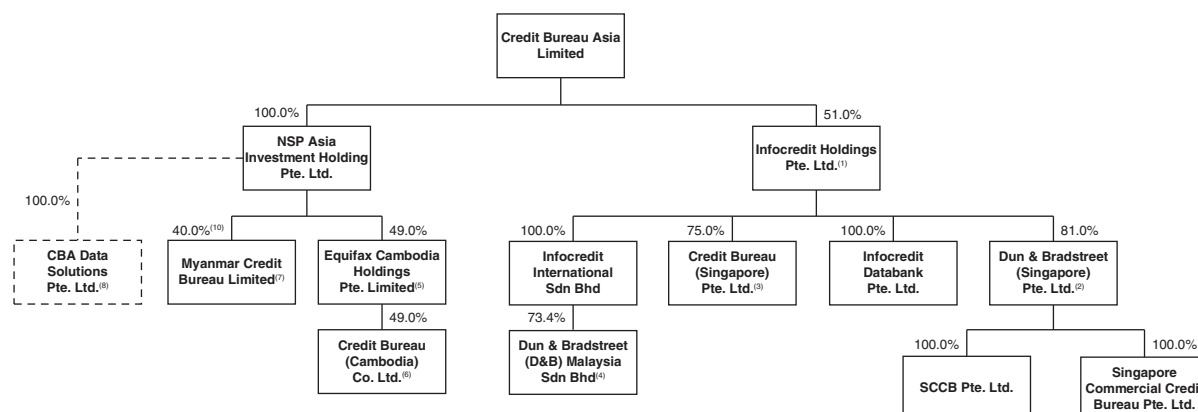 Credit Bureau Asia
Limited
100.0%
51.0%
NSP Asia
Investment Holding
Pte. Ltd.
Infocredit Holdings
Pte. Ltd.(1)
100.0%
40.0%(10)
49.0%
100.0%
75.0%
100.0%
81.0%
CBA Data
Solutions
Pte. Ltd.(8)
Myanmar Credit
Bureau Limited(7)
Equifax Cambodia
Holdings
Pte. Limited(5)
Infocredit
International
Sdn Bhd
Credit Bureau
(Singapore)
Pte. Ltd.(3)
Infocredit
Databank
Pte. Ltd.
Dun & Bradstreet
(Singapore)
Pte. Ltd.(2)
49.0%
73.4%
Credit Bureau
(Cambodia)
Co. Ltd.(6)
Dun & Bradstreet
(D&B) Malaysia
Sdn Bhd(4)
100.0%
100.0%
SCCB Pte. Ltd.
Singapore
Commercial Credi
Bureau Pte. Ltd.